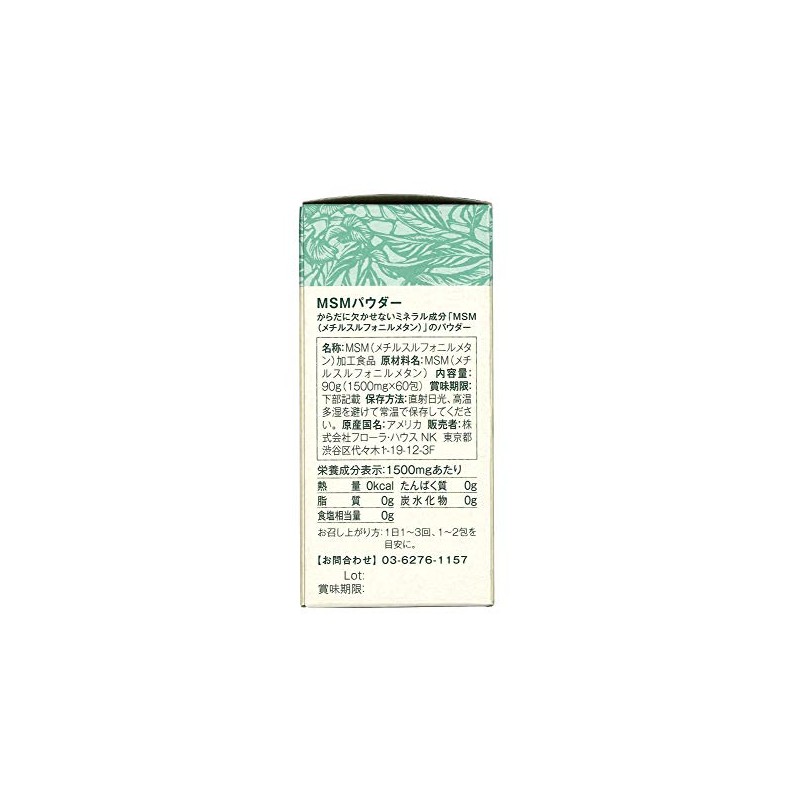 MSMパウダー
からだに欠かせないミネラル成分「MSM
（メチルスルフォニルメタン）」のパウダー
名称:MSM（メチルスルフォニルメタ
ン）加工食品 原材料名:MSM（メチ
ルスルフォニルメタン） 内容量:
90g(1500mg×60包) 賞味期限:
下部記載 保存方法:直射日光、高温
多湿を避けて常温で保存してくださ
い。 原産国名:アメリカ 販売者:株
式会社フローラ・ハウスNK 東京都
渋谷区代々木1-19-12-3F
栄養成分表示:1500mgあたり
熱量 0kcal たんぱく質 0g
脂質 0g 炭水化物 0g
食塩相当量 0g
お召し上がり方:1日1～3回、1～2包を
目安に。
【お問合わせ】 03-6276-1157
Lot:
賞味期限: